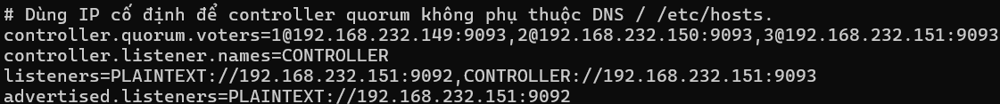 # Dùng IP cố định để controller quorum không phụ thuộc DNS / /etc/hosts.
controller.quorum.voters=1@192.168.232.149:9093,2@192.168.232.150:9093,3@192.168.232.151:9093
controller.listener.names=CONTROLLER
listeners=PLAINTEXT://192.168.232.151:9092,CONTROLLER://192.168.232.151:9093
advertised.listeners=PLAINTEXT://192.168.232.151:9092